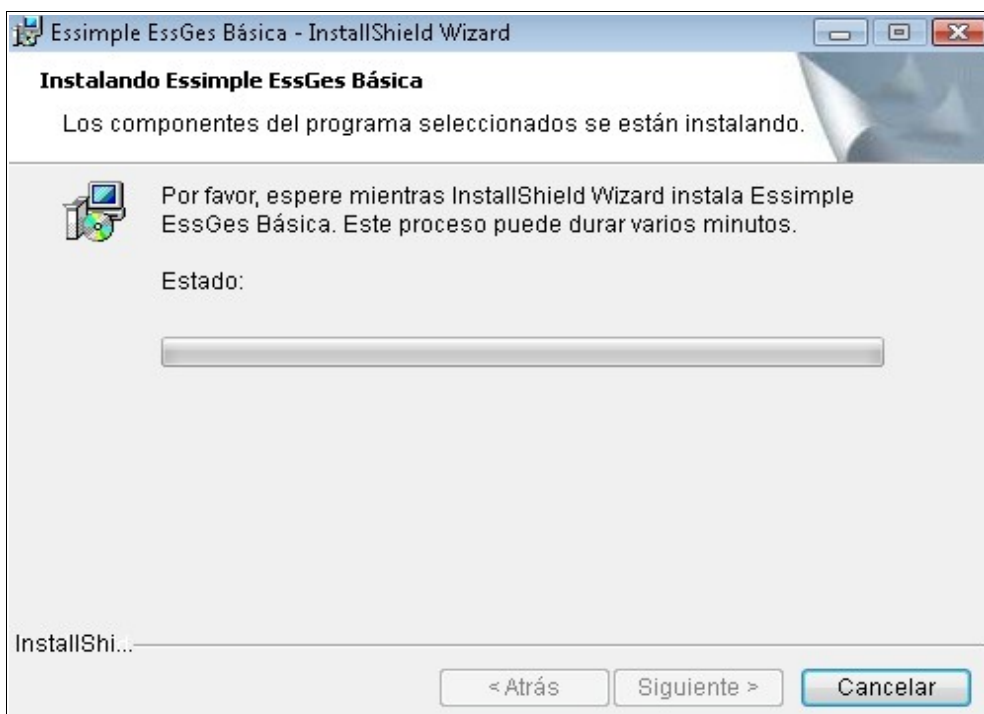 Essimple EssGes Básica - InstallShield Wizard
Instalando Essimple EssGes Básica
Los componentes del programa seleccionados se están instalando.
Por favor, espere mientras InstallShield Wizard instala Essimple
EssGes Básica. Este proceso puede durar varios minutos.
Estado:
InstallShi...
< Atrás
Siguiente >
Cancelar